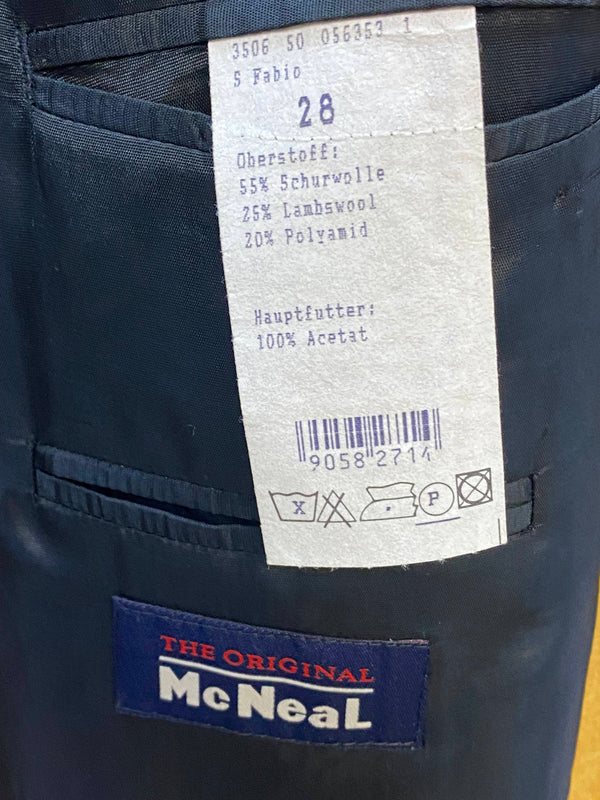 3506 50 056353 1
S Fabio
28
Oberstoff:
55% Schurwolle
25% Lambswool
20% Polyamid
Hauptfutter:
100% Acetat
9058 2714
X
P
THE ORIGINAL
McNeaL